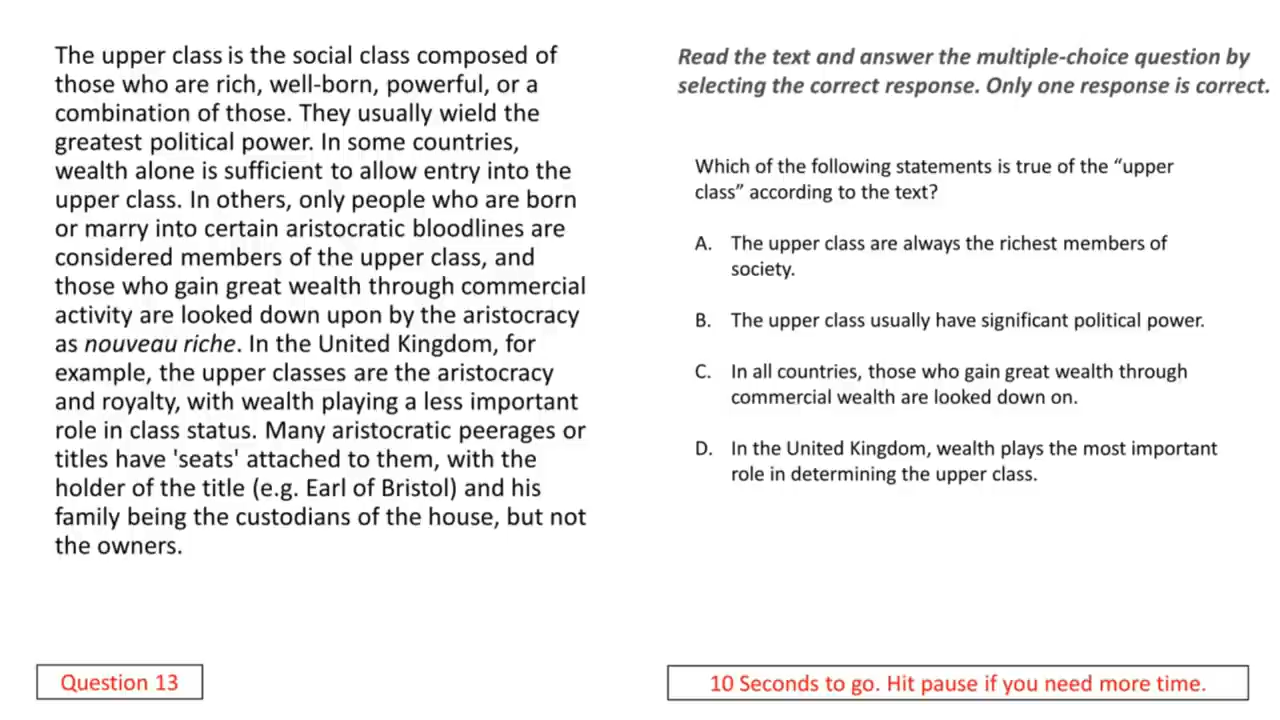 The upper class is the social class composed of
those who are rich, well-born, powerful, or a
combination of those. They usually wield the
greatest political power. In some countries,
wealth alone is sufficient to allow entry into the
upper class. In others, only people who are born
or marry into certain aristocratic bloodlines are
considered members of the upper class, and
those who gain great wealth through commercial
activity are looked down upon by the aristocracy
as nouveau riche. In the United Kingdom, for
example, the upper classes are the aristocracy
and royalty, with wealth playing a less important
role in class status. Many aristocratic peerages or
titles have 'seats' attached to them, with the
holder of the title (e.g. Earl of Bristol) and his
family being the custodians of the house, but not
the owners.
Question 13
Read the text and answer the multiple-choice question by
selecting the correct response. Only one response is correct.
Which of the following statements is true of the “upper
class” according to the text?
A. The upper class are always the richest members of
society.
B. The upper class usually have significant political power.
C. In all countries, those who gain great wealth through
commercial wealth are looked down on.
D. In the United Kingdom, wealth plays the most important
role in determining the upper class.
10 Seconds to go. Hit pause if you need more time.